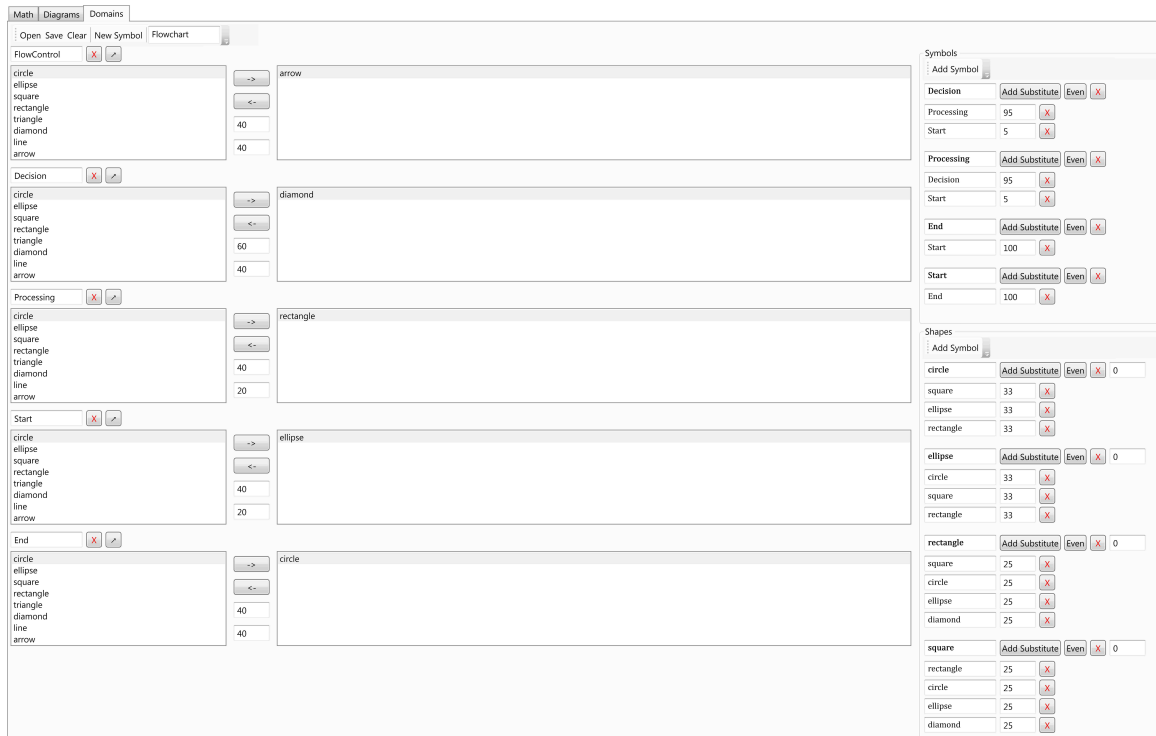 Math Diagrams Domains
Open Save Clear New Symbol Flowchart
FlowControl X
circle
ellipse
square
rectangle
triangle
diamond
line
arrow
->
<-
40
40
arrow
Decision X
circle
ellipse
square
rectangle
triangle
diamond
line
arrow
->
<-
60
40
diamond
Processing X
circle
ellipse
square
rectangle
triangle
diamond
line
arrow
->
<-
40
20
rectangle
Start X
circle
ellipse
square
rectangle
triangle
diamond
line
arrow
->
<-
40
20
ellipse
End X
circle
ellipse
square
rectangle
triangle
diamond
line
arrow
->
<-
40
40
circle
Symbols
Add Symbol
Decision Add Substitute Even X
Processing 95 X
Start 5 X
Processing Add Substitute Even X
Decision 95 X
Start 5 X
End Add Substitute Even X
Start 100 X
Start Add Substitute Even X
End 100 X
Shapes
Add Symbol
circle Add Substitute Even X 0
square 33 X
ellipse 33 X
rectangle 33 X
ellipse Add Substitute Even X 0
circle 33 X
square 33 X
rectangle 33 X
rectangle Add Substitute Even X 0
square 25 X
circle 25 X
ellipse 25 X
diamond 25 X
square Add Substitute Even X 0
rectangle 25 X
circle 25 X
ellipse 25 X
diamond 25 X